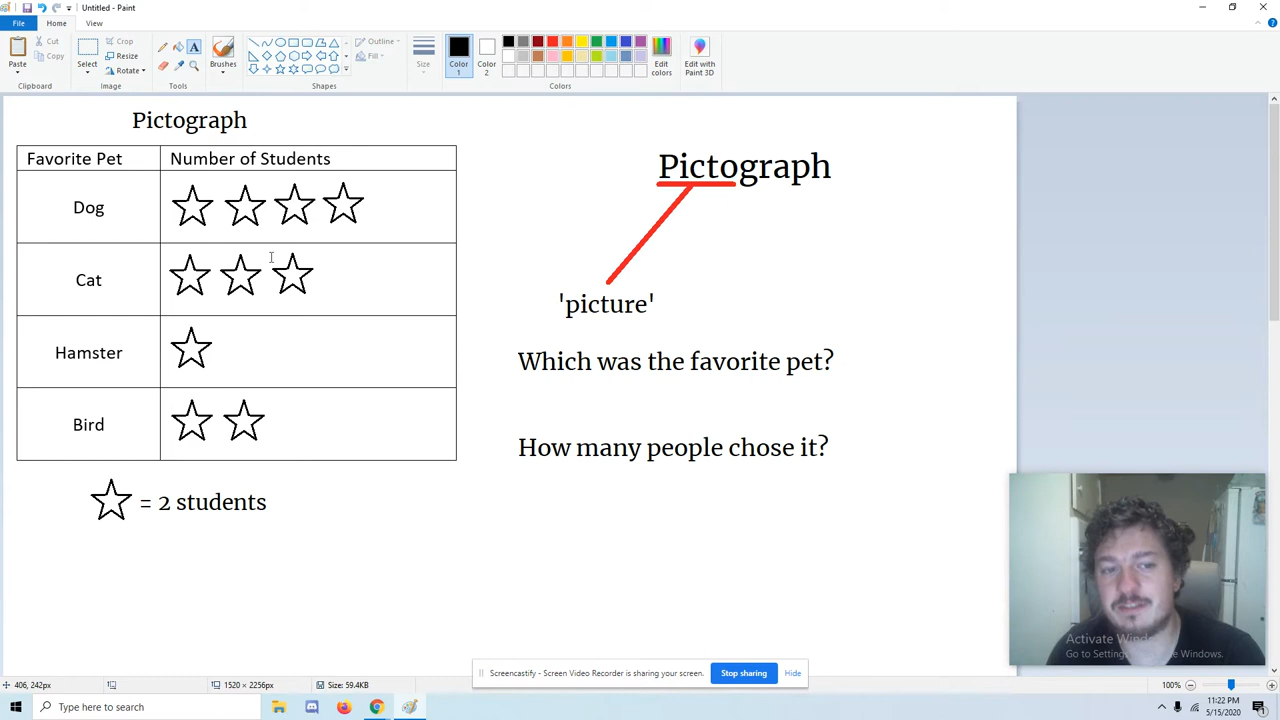 Untitled - Paint
File
Home
View
Paste
Cut
Copy
Clipboard
Select
Crop
Resize
Rotate
Image
A
Tools
Brushes
Shapes
Outline
Fill
Size
Color 1
Color 2
Edit colors
Colors
Edit with Paint 3D
Pictograph
Favorite Pet
Number of Students
Dog
Cat
Hamster
Bird
= 2 students
Pictograph
'picture'
Which was the favorite pet?
How many people chose it?
Go to Settings
Windows.
Screencastify - Screen Video Recorder is sharing your screen.
Stop sharing
Hide
1520 × 2256px
Size: 59.4KB
100%
Type here to search
11:22 PM
5/15/2020